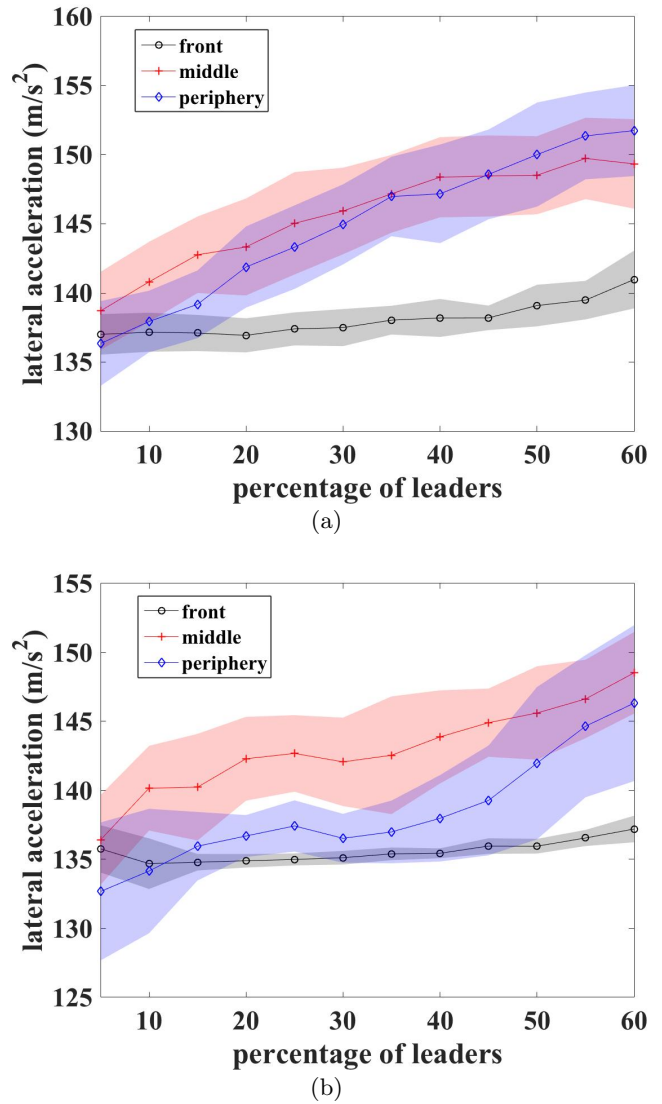 160
155
150
145
140
135
130
lateral acceleration (m/s²)
front
middle
periphery
10 20 30 40 50 60
percentage of leaders
(a)
155
150
145
140
135
130
125
lateral acceleration (m/s²)
front
middle
periphery
10 20 30 40 50 60
percentage of leaders
(b)